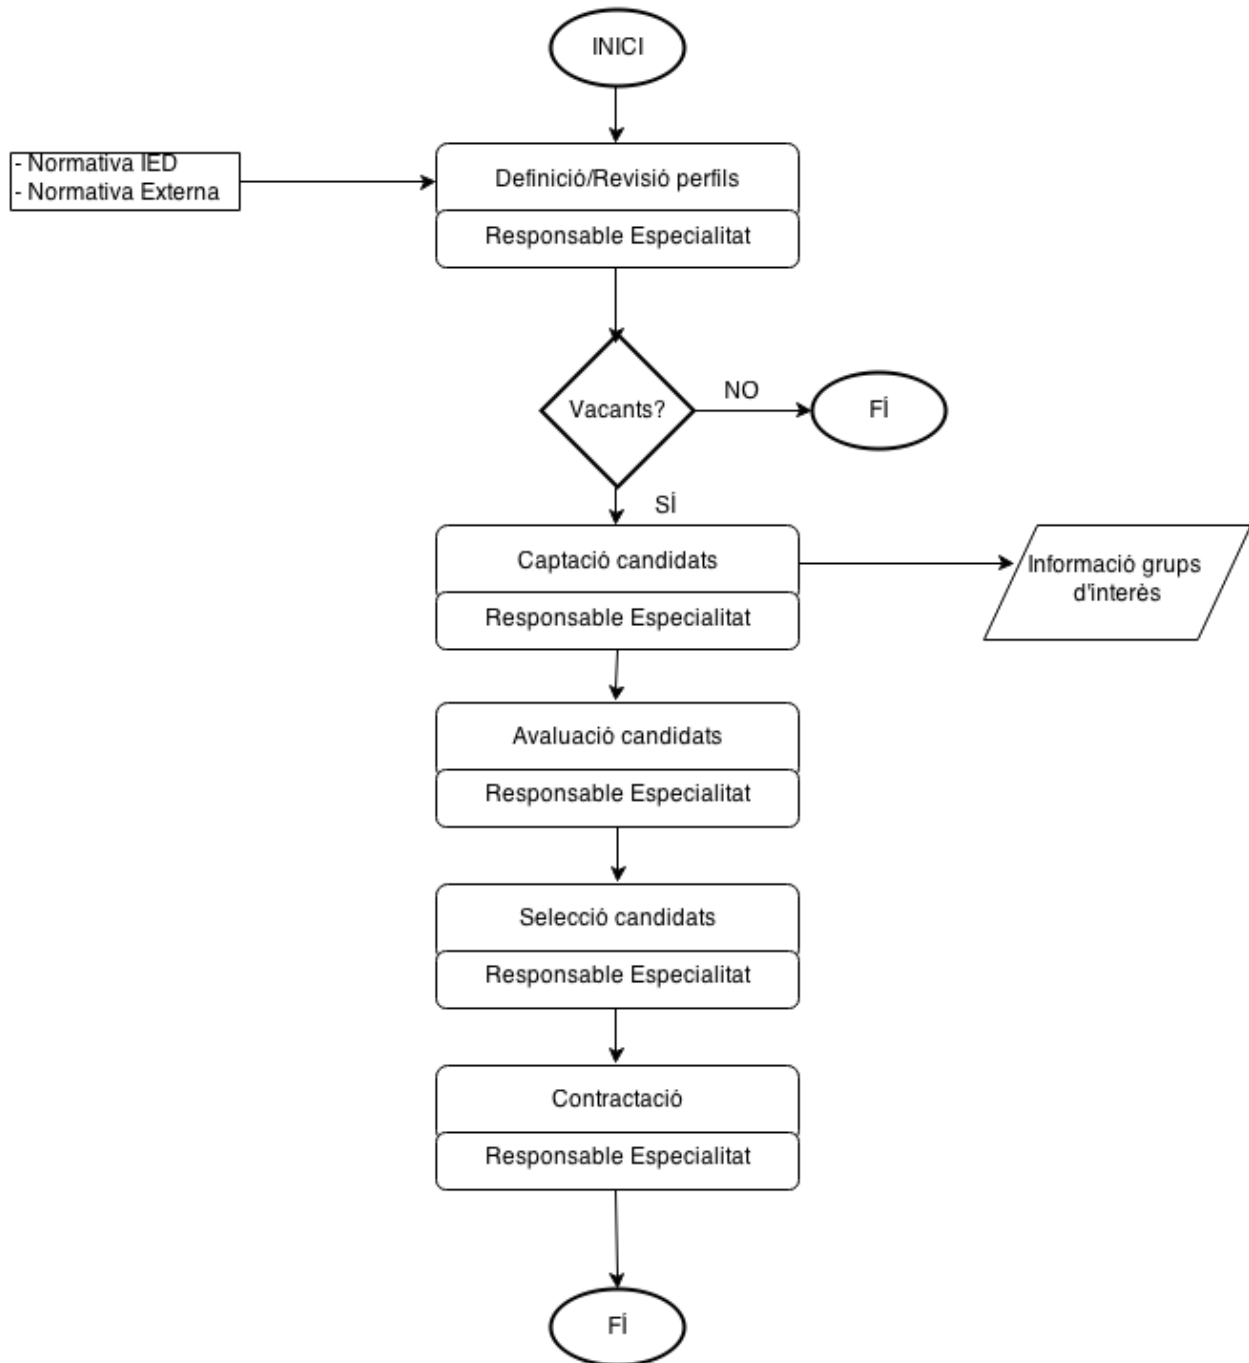 INICI
- Normativa IED
- Normativa Externa
Definició/Revisió perfils
Responsable Especialitat
Vacants?
NO
FÍ
SÍ
Captació candidats
Responsable Especialitat
Informació grups
d'interès
Avaluació candidats
Responsable Especialitat
Selecció candidats
Responsable Especialitat
Contractació
Responsable Especialitat
FÍ